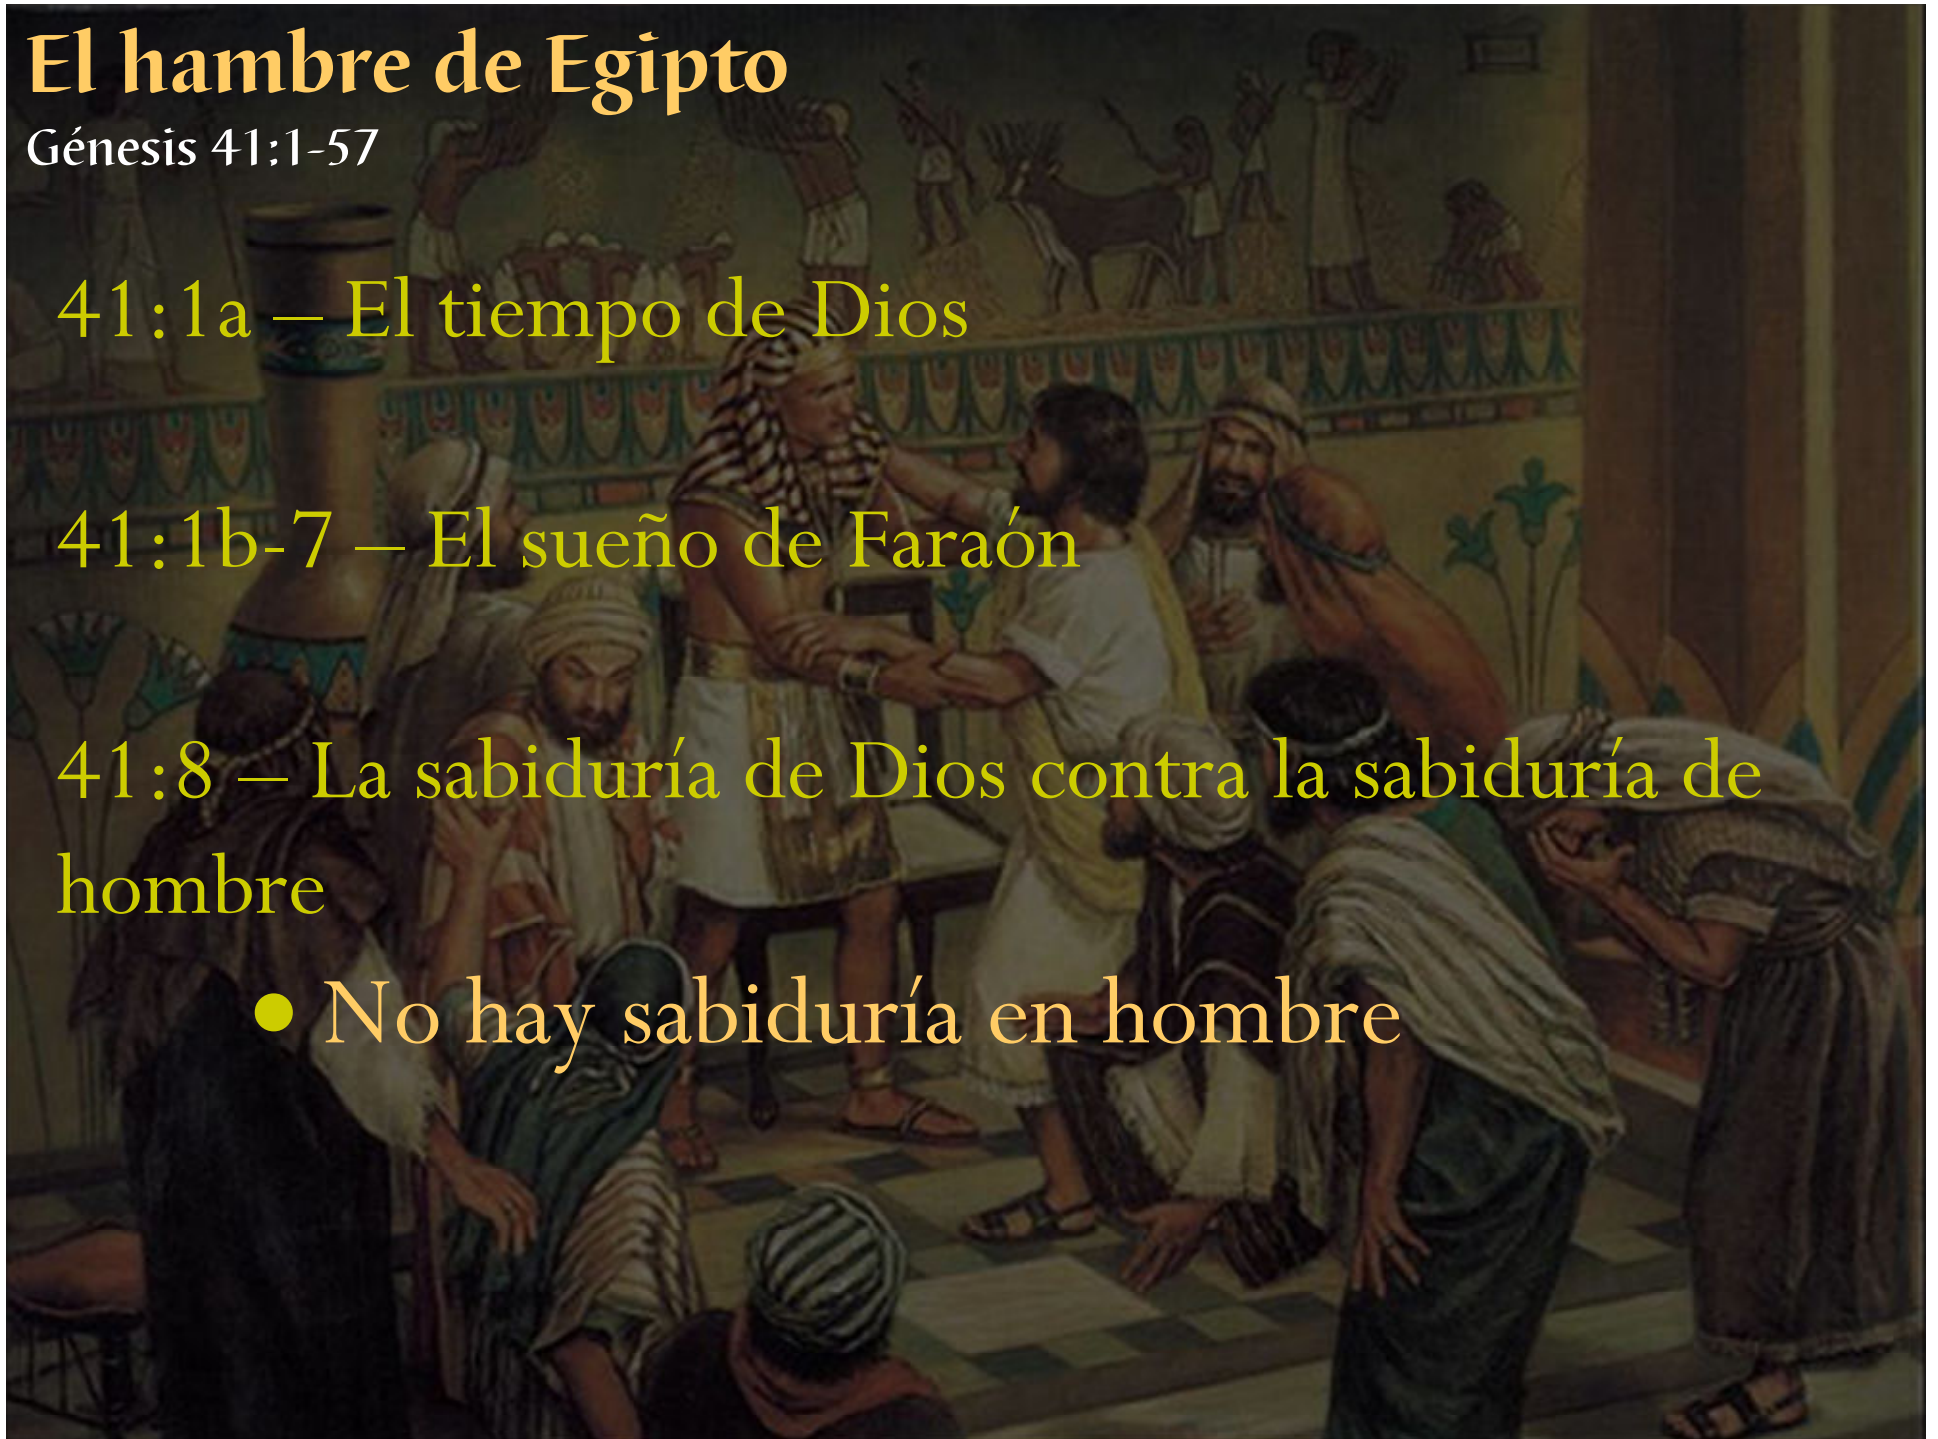 El hambre de Egipto
Génesis 41:1-57
41:1a – El tiempo de Dios
41:1b-7 – El sueño de Faraón
41:8 – La sabiduría de Dios contra la sabiduría de
hombre
• No hay sabiduría en hombre